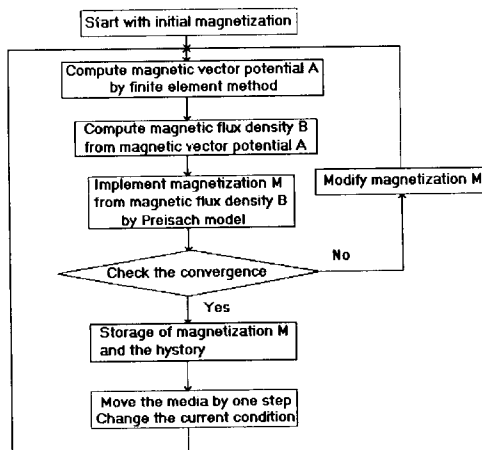 Start with initial magnetization
Compute magnetic vector potential A
by finite element method
Compute magnetic flux density B
from magnetic vector potential A
Implement magnetization M
from magnetic flux density B
by Preisach model
Modify magnetization M
Check the convergence
No
Yes
Storage of magnetization M
and the hystory
Move the media by one step
Change the current condition